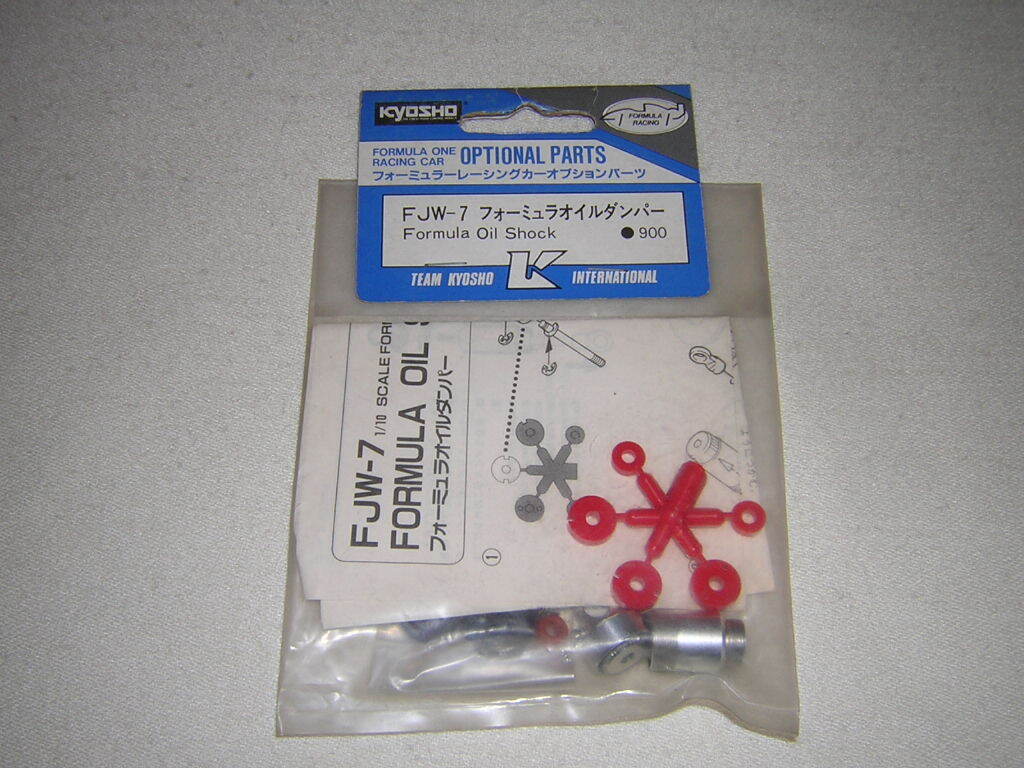 KYOSHO
FORMULA
RACING
FORMULA ONE
RACING CAR OPTIONAL PARTS
フォーミュラーレーシングカーオプションパーツ
FJW-7 フォーミュラオイルダンパー
Formula Oil Shock ●900
TEAM KYOSHO K INTERNATIONAL
FJW-7 1/10 SCALE FOR
FORMULA OIL S
フォーミュラオイルダンパー
①